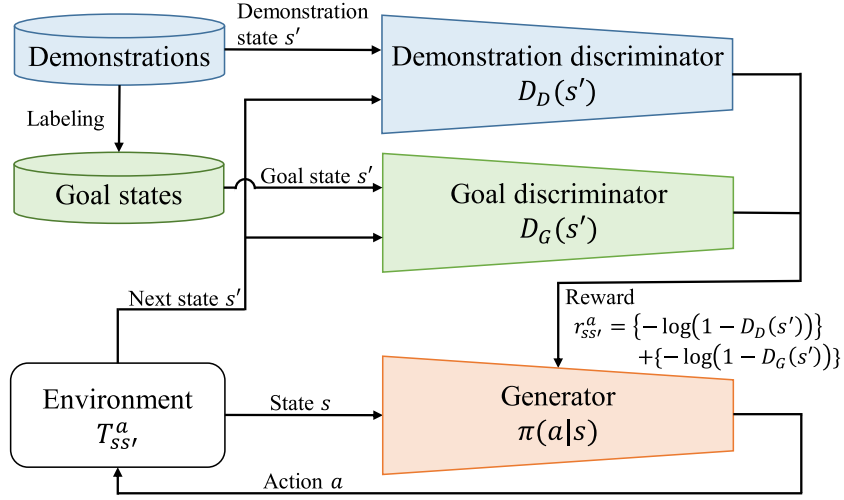 Demonstration
state s′
Demonstrations
Demonstration discriminator
D_D(s′)
Labeling
Goal states
Goal state s′
Goal discriminator
D_G(s′)
Next state s′
Reward
r^a_{ss′} = {−log(1 − D_D(s′))}
+{−log(1 − D_G(s′))}
Environment
T^a_{ss′}
State s
Generator
π(a|s)
Action a